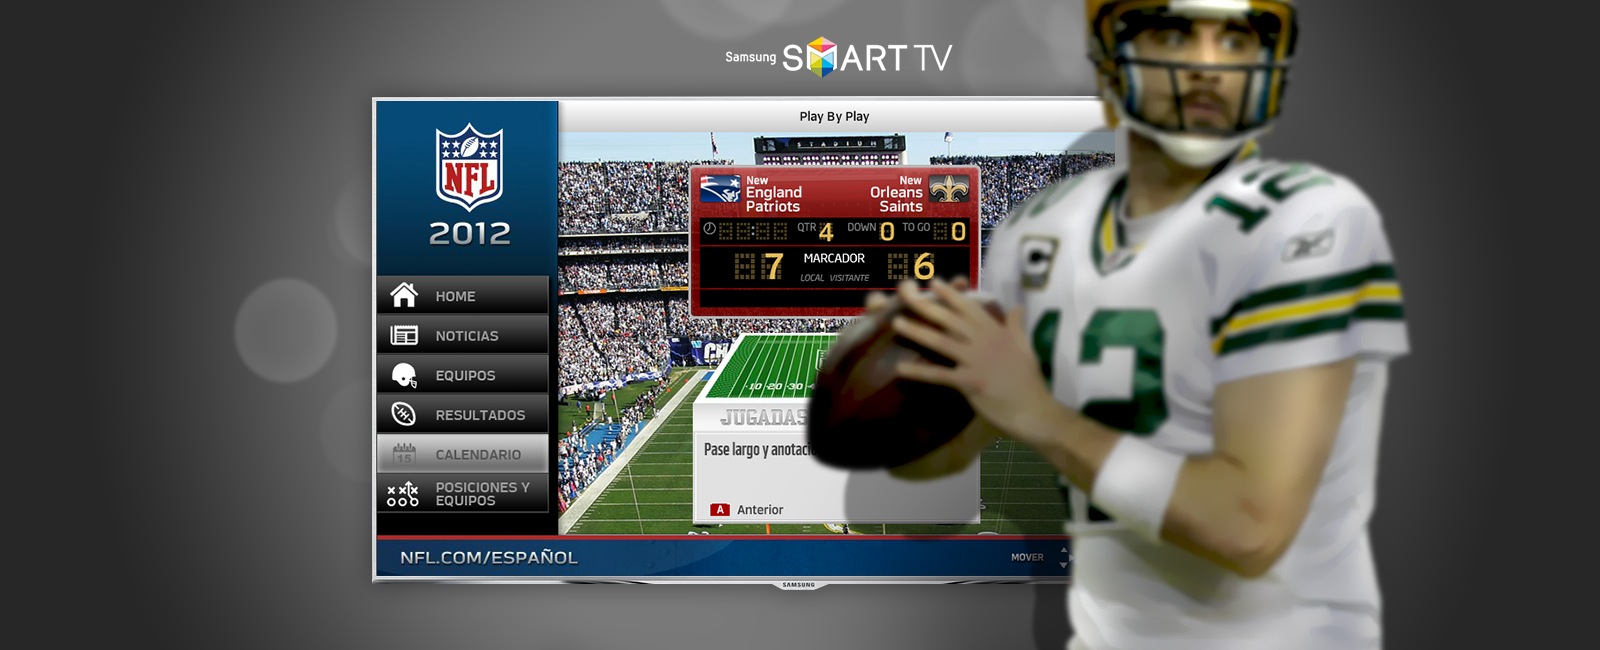 Samsung SMART TV
Play By Play
NFL
2012
HOME
NOTICIAS
EQUIPOS
RESULTADOS
15
CALENDARIO
POSICIONES Y
EQUIPOS
STADIUM
New
England
Patriots
New
Orleans
Saints
QTR 4 DOWN 0 TO GO 0
7 MARCADOR 6
LOCAL VISITANTE
CH
10 20 30
JUGADAS
Pase largo y anotaci
A Anterior
NFL.COM/ESPAÑOL
MOVER
SAMSUNG
C
12
12